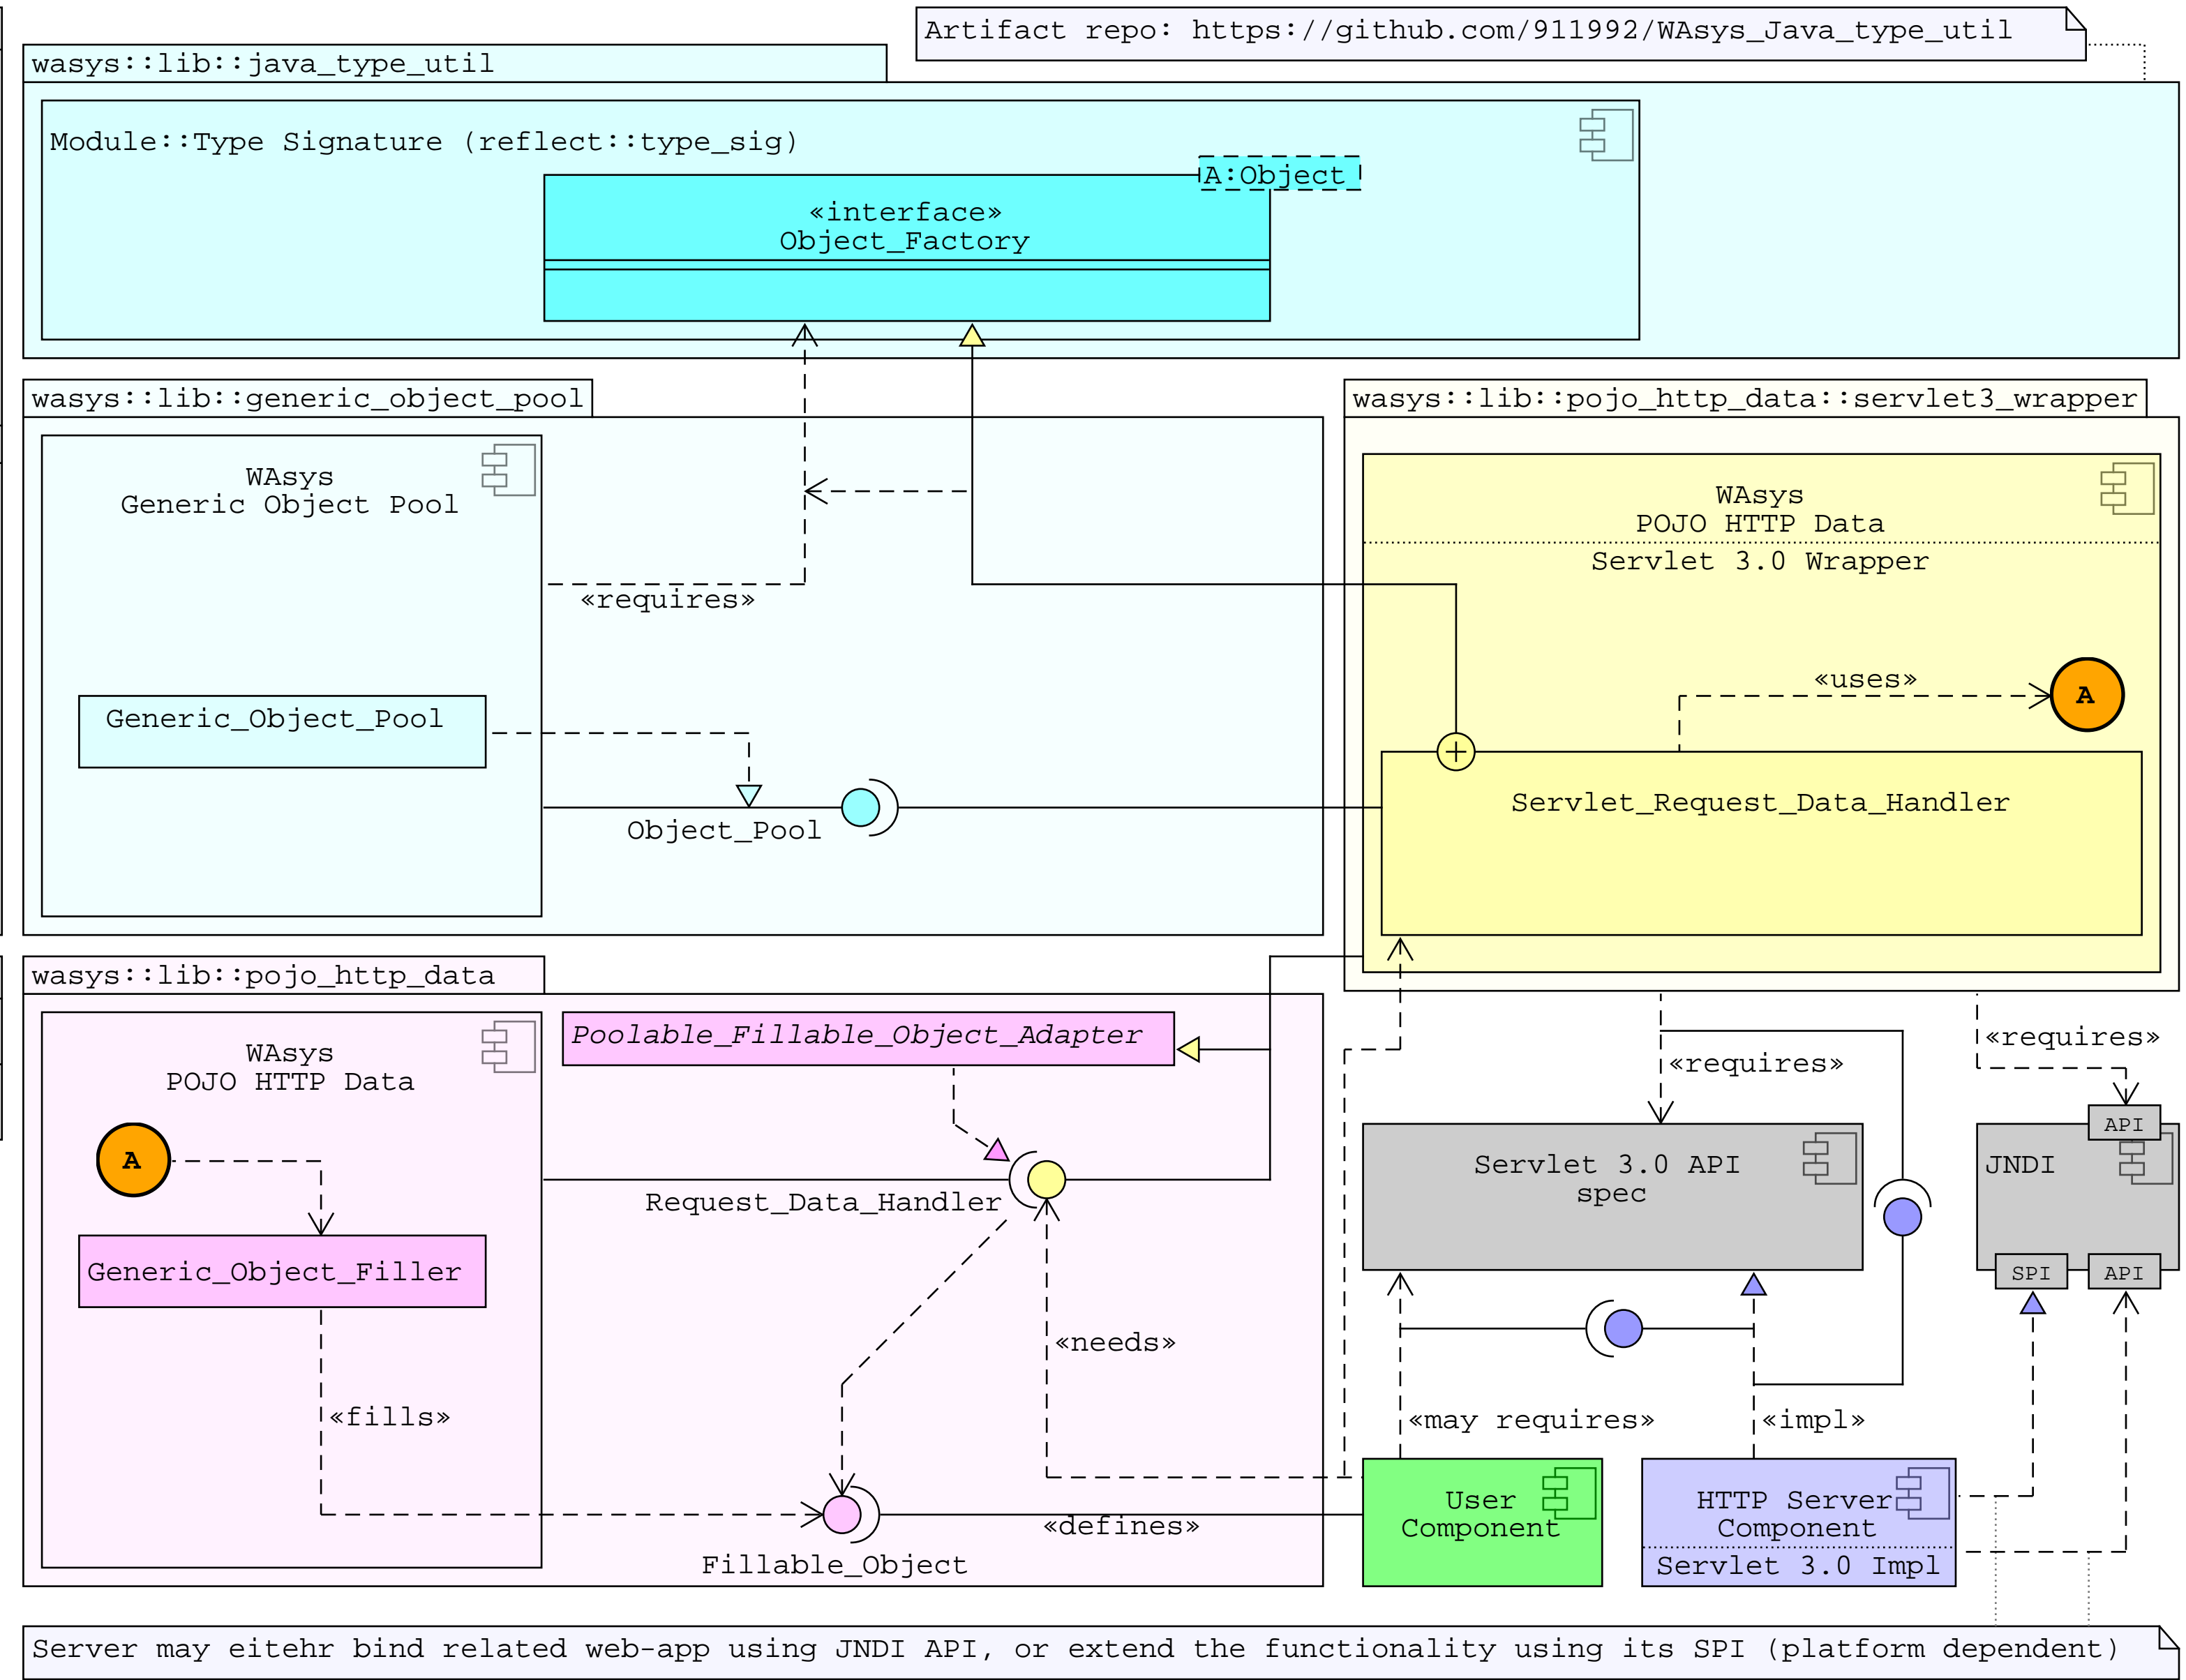 Artifact repo: https://github.com/911992/WAsys_Java_type_util
wasys::lib::java_type_util
Module::Type Signature (reflect::type_sig)
A:Object
«interface»
Object_Factory
wasys::lib::generic_object_pool
WAsys
Generic Object Pool
«requires»
Generic_Object_Pool
Object_Pool
wasys::lib::pojo_http_data::servlet3_wrapper
WAsys
POJO HTTP Data
Servlet 3.0 Wrapper
«uses»
A
Servlet_Request_Data_Handler
wasys::lib::pojo_http_data
WAsys
POJO HTTP Data
Poolable_Fillable_Object_Adapter
A
Request_Data_Handler
Generic_Object_Filler
«needs»
«fills»
«defines»
Fillable_Object
«requires»
«requires»
Servlet 3.0 API
spec
API
JNDI
SPI
API
«may requires»
«impl»
User
Component
HTTP Server
Component
Servlet 3.0 Impl
Server may eitehr bind related web-app using JNDI API, or extend the functionality using its SPI (platform dependent)